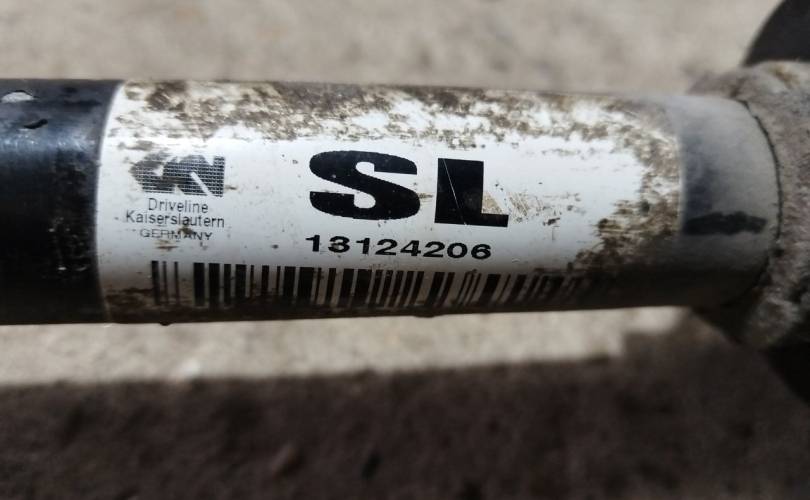 GKN
Driveline
Kaiserslautern
GERMANY
SL
13124206